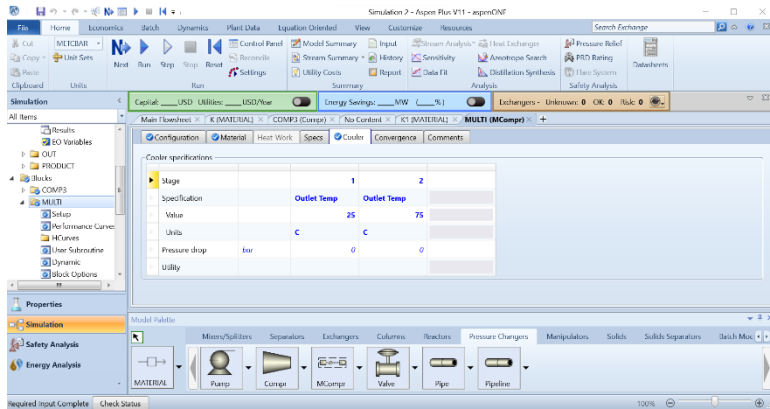 Simulation 2 - Aspen Plus V11 - aspenONE
File Home Economics Batch Dynamics Plant Data Equation Oriented View Customize Resources Search Exchange
Cut METCBAR Unit Sets
Copy
Paste
Next Run Step Stop Reset
Control Panel
Reconcile
Settings
Model Summary Input
Stream Summary History
Utility Costs Report
Stream Analysis Heat Exchanger
Sensitivity Azeotrope Search
Data Fit Distillation Synthesis
Pressure Relief
PRD Rating
Flare System
Datasheets
Clipboard Units Run Summary Analysis Safety Analysis
Simulation
Capital: USD Utilities: USD/Year
Energy Savings: MW ( %)
Exchangers - Unknown: 0 OK: 0 Risk: 0
All Items
Main Flowsheet K (MATERIAL) COMP3 (Compr) No Content K1 (MATERIAL) MULTI (MCompr) +
Results
EO Variables
OUT
PRODUCT
Blocks
COMP3
MULTI
Setup
Performance Curves
HCurves
User Subroutine
Dynamic
Block Options
Configuration Material Heat Work Specs Cooler Convergence Comments
Cooler specifications
Stage 1 2
Specification Outlet Temp Outlet Temp
Value 25 75
Units C C
Pressure drop bar 0 0
Utility
Properties
Simulation
Safety Analysis
Energy Analysis
Model Palette
Mixers/Splitters Separators Exchangers Columns Reactors Pressure Changers Manipulators Solids Solids Separators Batch Moc
MATERIAL Pump Compr MCompr Valve Pipe Pipeline
Required Input Complete Check Status 100%